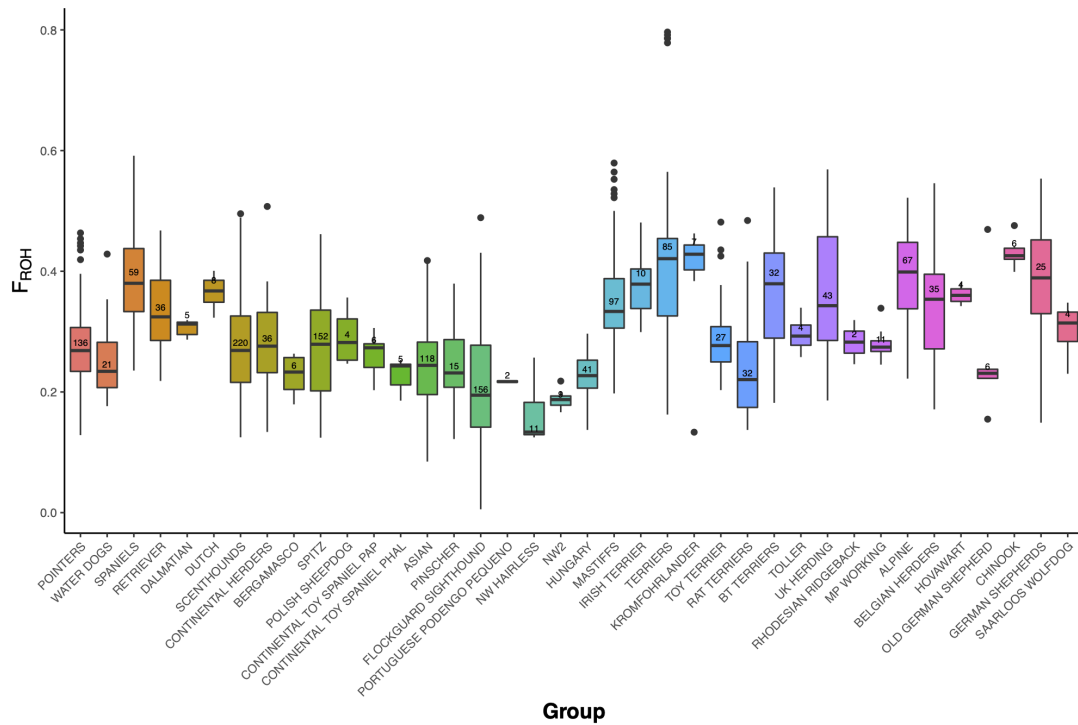 0.8
0.6
0.4
0.2
0.0
FROH
136
21
59
36
5
8
220
36
6
152
4
6
5
118
15
156
2
11
41
97
10
85
7
27
32
32
4
43
2
11
67
35
4
6
6
25
4
POINTERS
WATER DOGS
SPANIELS
RETRIEVER
DALMATIAN
DUTCH
SCENTHOUNDS
CONTINENTAL HERDERS
BERGAMASCO
SPITZ
POLISH SHEEPDOG
CONTINENTAL TOY SPANIEL PAP
CONTINENTAL TOY SPANIEL PHAL
ASIAN
PINSCHER
FLOCKGUARD SIGHTHOUND
PORTUGUESE PODENGO PEQUENO
NW HAIRLESS
NW2
HUNGARY
MASTIFFS
IRISH TERRIER
TERRIERS
KROMFOHRLANDER
TOY TERRIER
RAT TERRIERS
BT TERRIERS
TOLLER
UK HERDING
RHODESIAN RIDGEBACK
MP WORKING
ALPINE
BELGIAN HERDERS
HOVAWART
OLD GERMAN SHEPHERD
CHINOOK
GERMAN SHEPHERDS
SAARLOOS WOLFDOG
Group